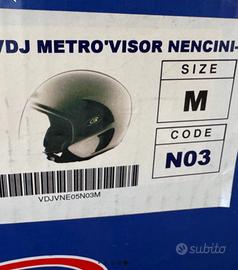 VDJ METRO'VISOR NENCINI-
SIZE
M
CODE
N03
VDJVNE05N03M
subito